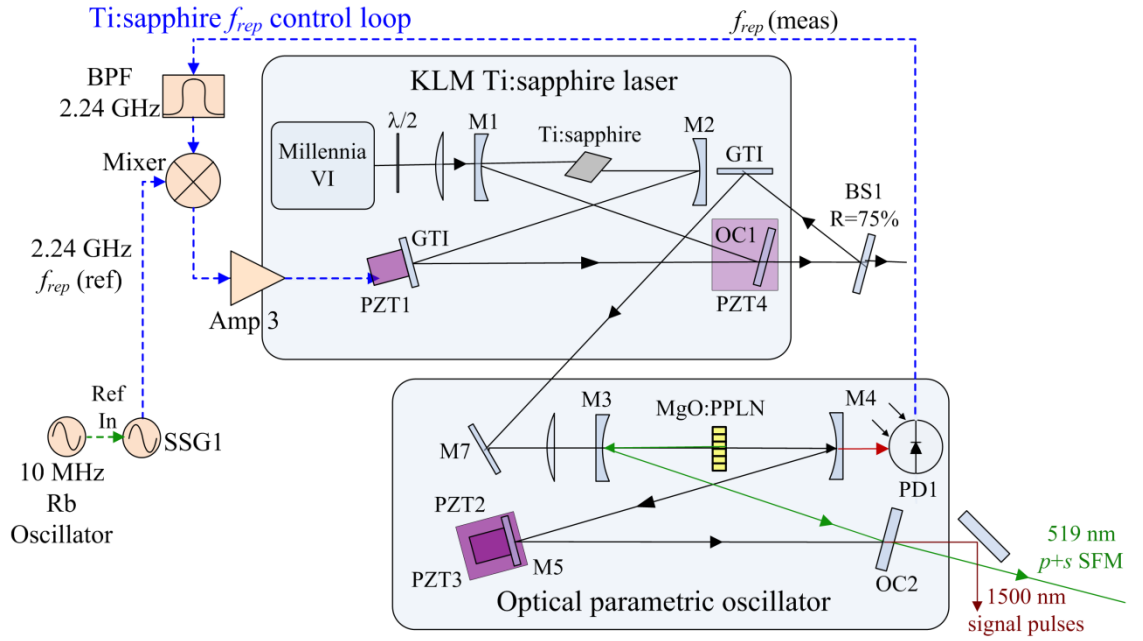 Ti:sapphire frep control loop
frep (meas)
BPF
2.24 GHz
KLM Ti:sapphire laser
Mixer
Millennia
VI
λ/2
M1
Ti:sapphire
M2
GTI
BS1
R=75%
2.24 GHz
frep (ref)
GTI
OC1
PZT1
PZT4
Amp 3
Ref
In
SSG1
10 MHz
Rb
Oscillator
M3
MgO:PPLN
M4
M7
PD1
PZT2
PZT3
M5
OC2
519 nm
p+s SFM
1500 nm
signal pulses
Optical parametric oscillator